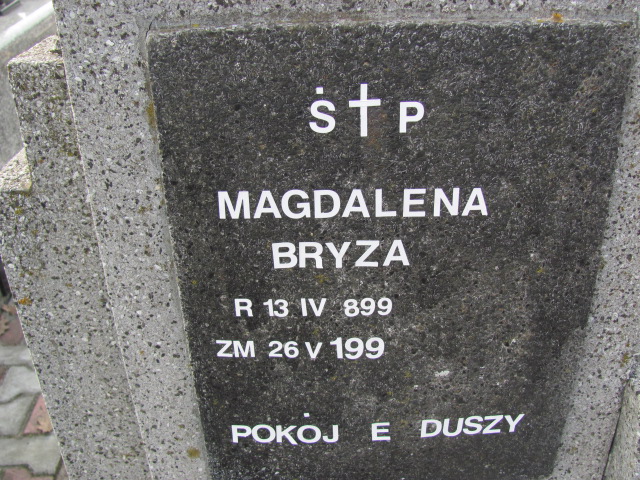 Ś † P
MAGDALENA
BRYZA
R 13 IV 899
ZM 26 V 199
POKÓJ E DUSZY